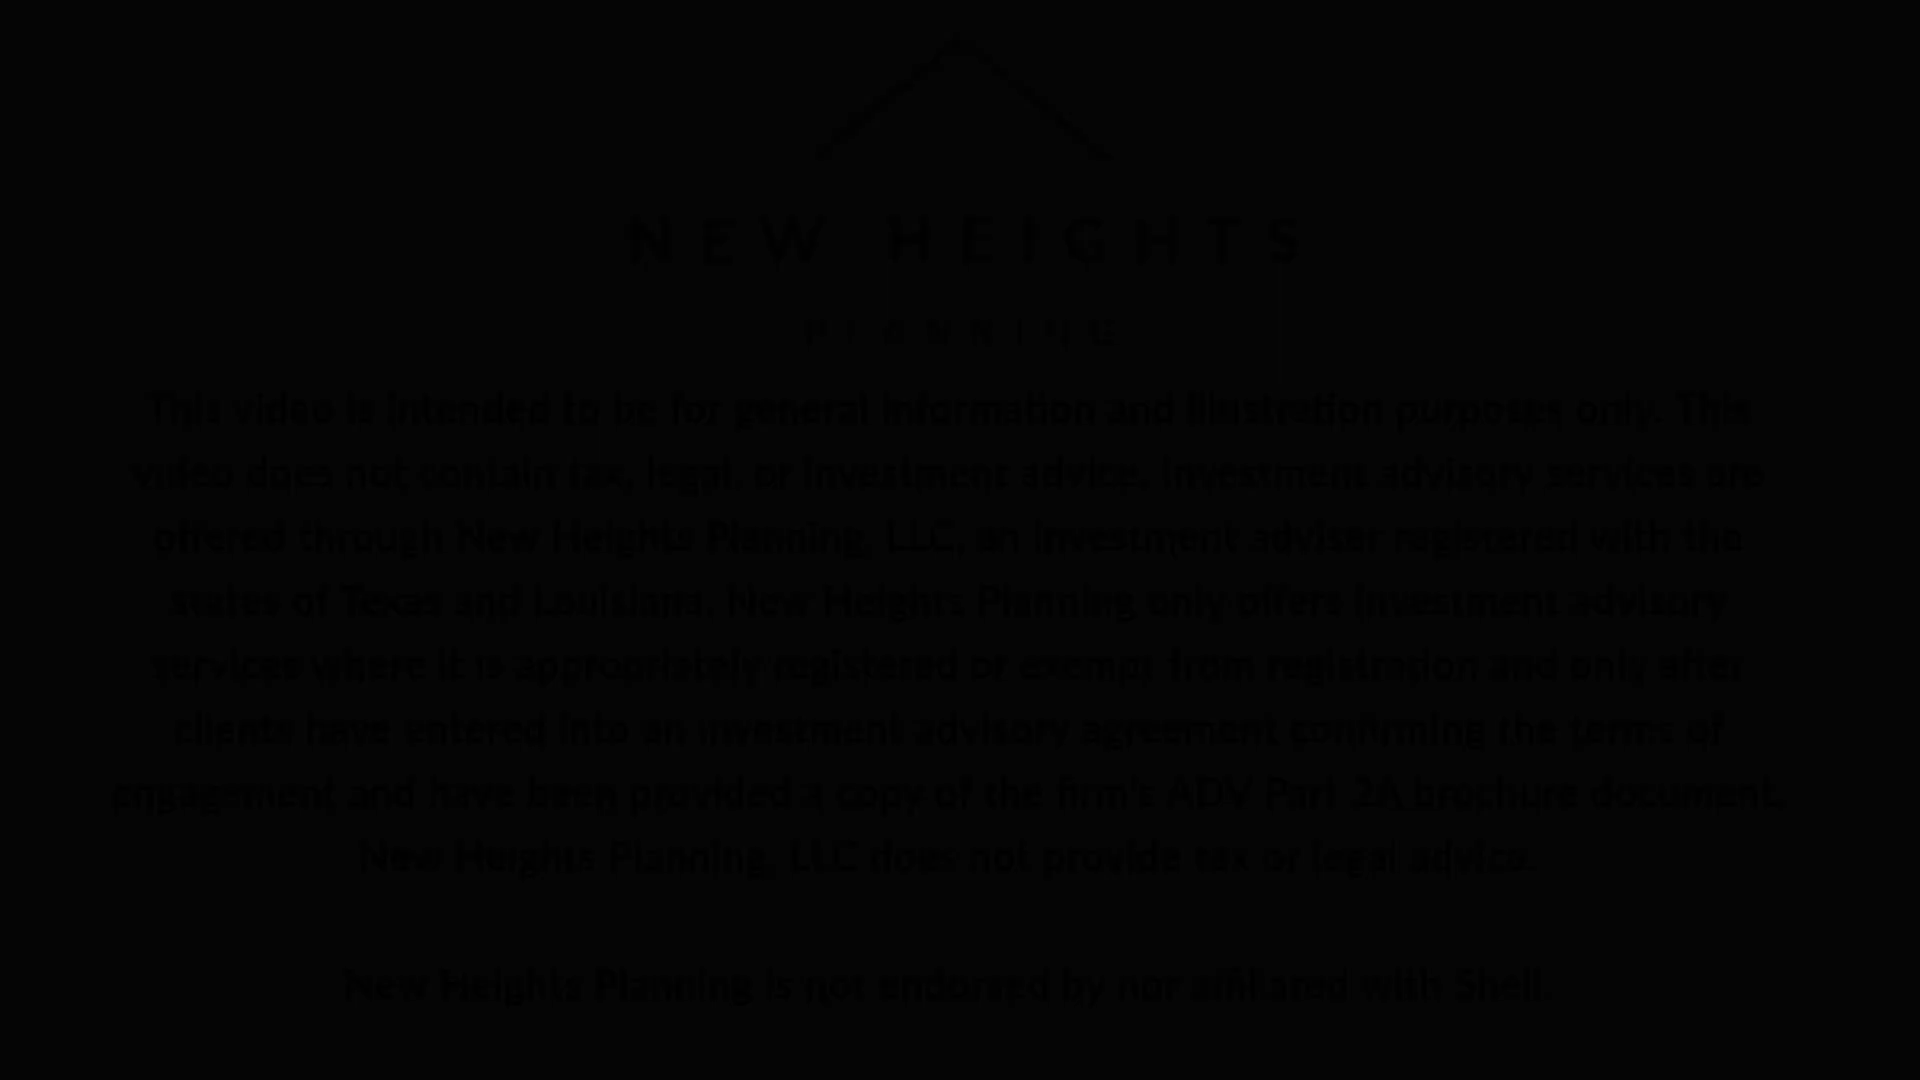 NEW HEIGHTS
PLANNING
This video is intended to be for general information and illustration purposes only. This
video does not contain tax, legal, or investment advice. Investment advisory services are
offered through New Heights Planning, LLC, an investment adviser registered with the
states of Texas and Louisiana. New Heights Planning only offers investment advisory
services where it is appropriately registered or exempt from registration and only after
clients have entered into an investment advisory agreement confirming the terms of
engagement and have been provided a copy of the firm's ADV Part 2A brochure document.
New Heights Planning, LLC does not provide tax or legal advice.
New Heights Planning is not endorsed by nor affiliated with Shell.